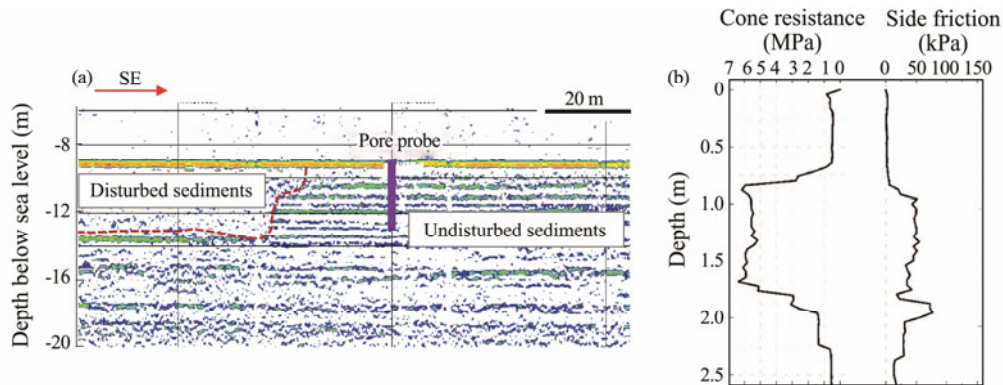 (a)
SE
20 m
Depth below sea level (m)
-8
-12
-16
-20
Pore probe
Disturbed sediments
Undisturbed sediments
(b)
Cone resistance
(MPa)
Side friction
(kPa)
7 6 5 4 3 2 1 0
0 50 100 150
Depth (m)
0
0.5
1.0
1.5
2.0
2.5